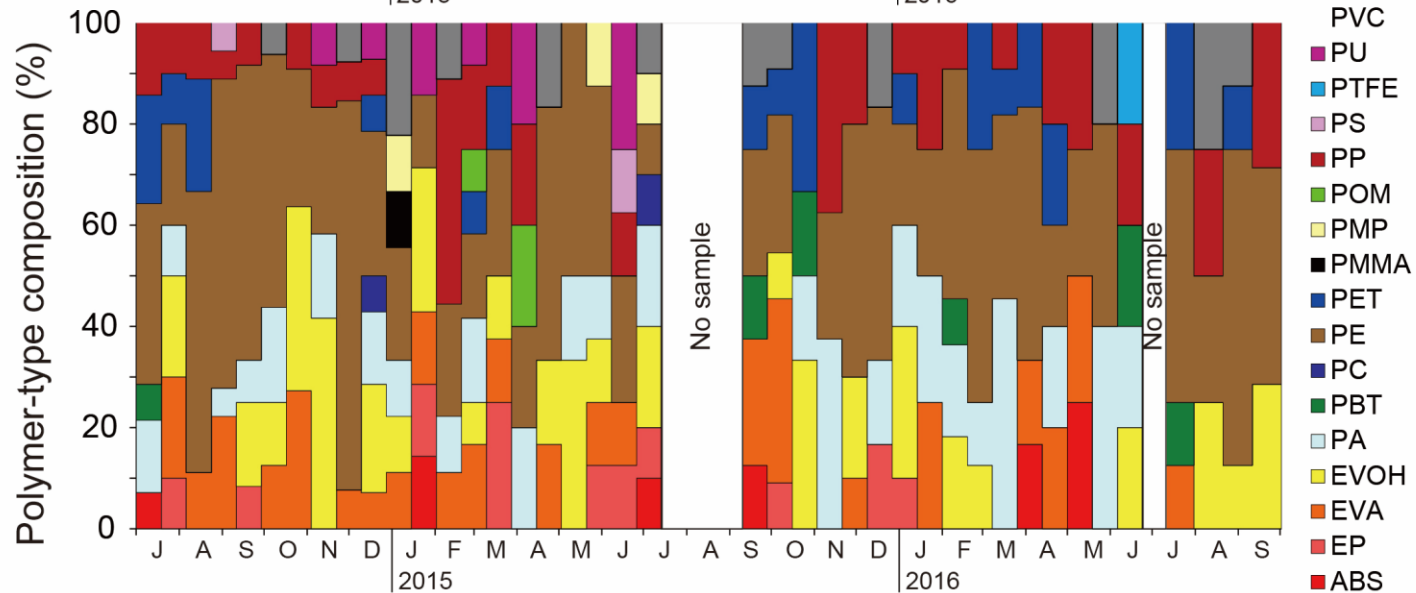 Polymer-type composition (%)
100
80
60
40
20
0
No sample
No sample
J A S O N D J F M A M J J A S O N D J F M A M J J A S
2015
2016
PVC
PU
PTFE
PS
PP
POM
PMP
PMMA
PET
PE
PC
PBT
PA
EVOH
EVA
EP
ABS